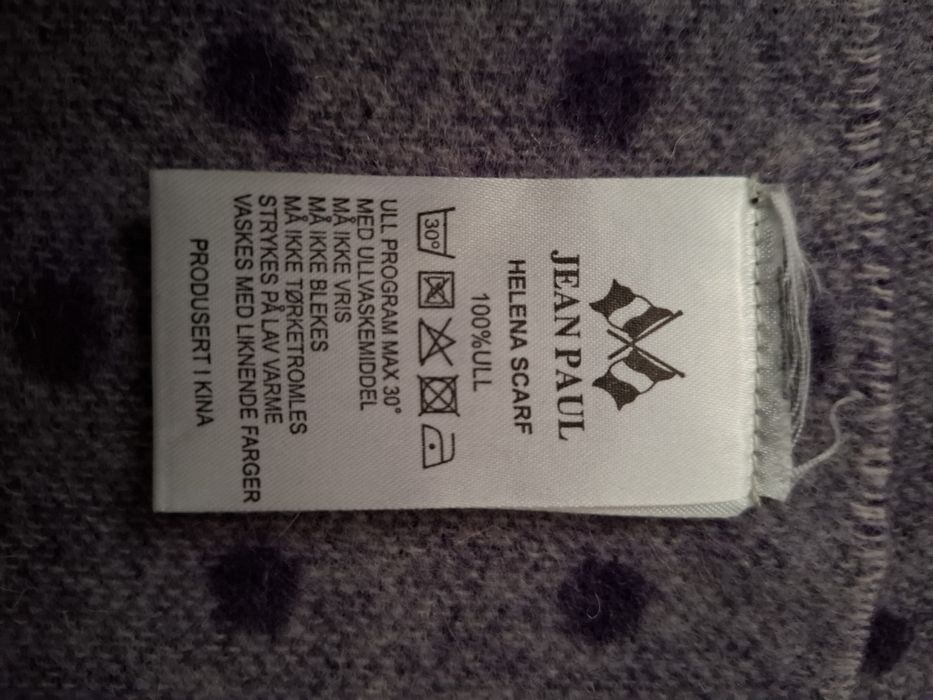 JEAN PAUL
HELENA SCARF
100%ULL
30°
ULL PROGRAM MAX 30°
MED ULLVASKEMIDDEL
MÅ IKKE VRIS
MÅ IKKE BLEKES
MÅ IKKE TØRKETROMLES
STRYKES PÅ LAV VARME
VASKES MED LIKNENDE FARGER
PRODUSERT I KINA